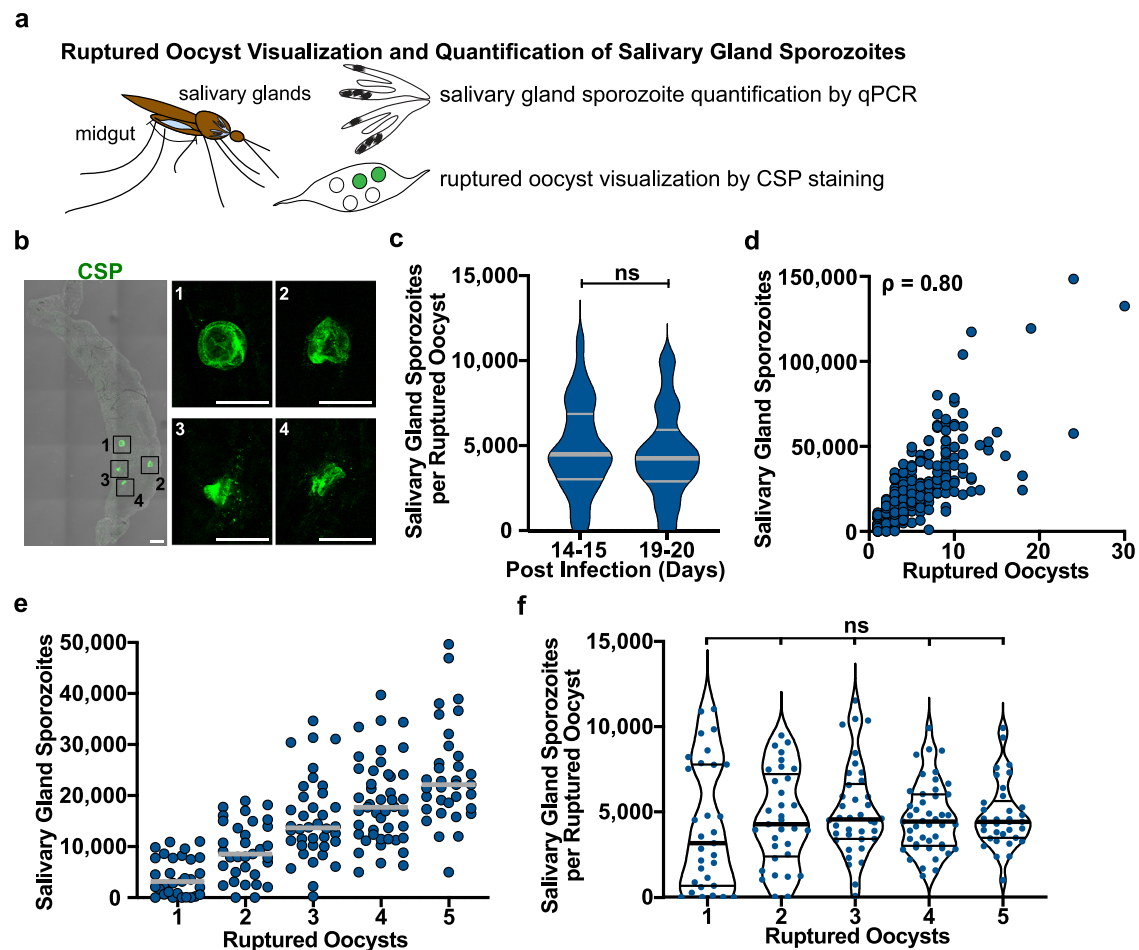 a
Ruptured Oocyst Visualization and Quantification of Salivary Gland Sporozoites
salivary glands
midgut
salivary gland sporozoite quantification by qPCR
ruptured oocyst visualization by CSP staining
b
CSP
1
3
4
2
1
2
3
4
c
Salivary Gland Sporozoites
per Ruptured Oocyst
15,000
10,000
5,000
0
ns
14-15
19-20
Post Infection (Days)
d
Salivary Gland Sporozoites
150,000
100,000
50,000
0
ρ = 0.80
0
10
20
30
Ruptured Oocysts
e
Salivary Gland Sporozoites
50,000
40,000
30,000
20,000
10,000
0
1
2
3
4
5
Ruptured Oocysts
f
Salivary Gland Sporozoites
per Ruptured Oocyst
15,000
10,000
5,000
0
ns
1
2
3
4
5
Ruptured Oocysts